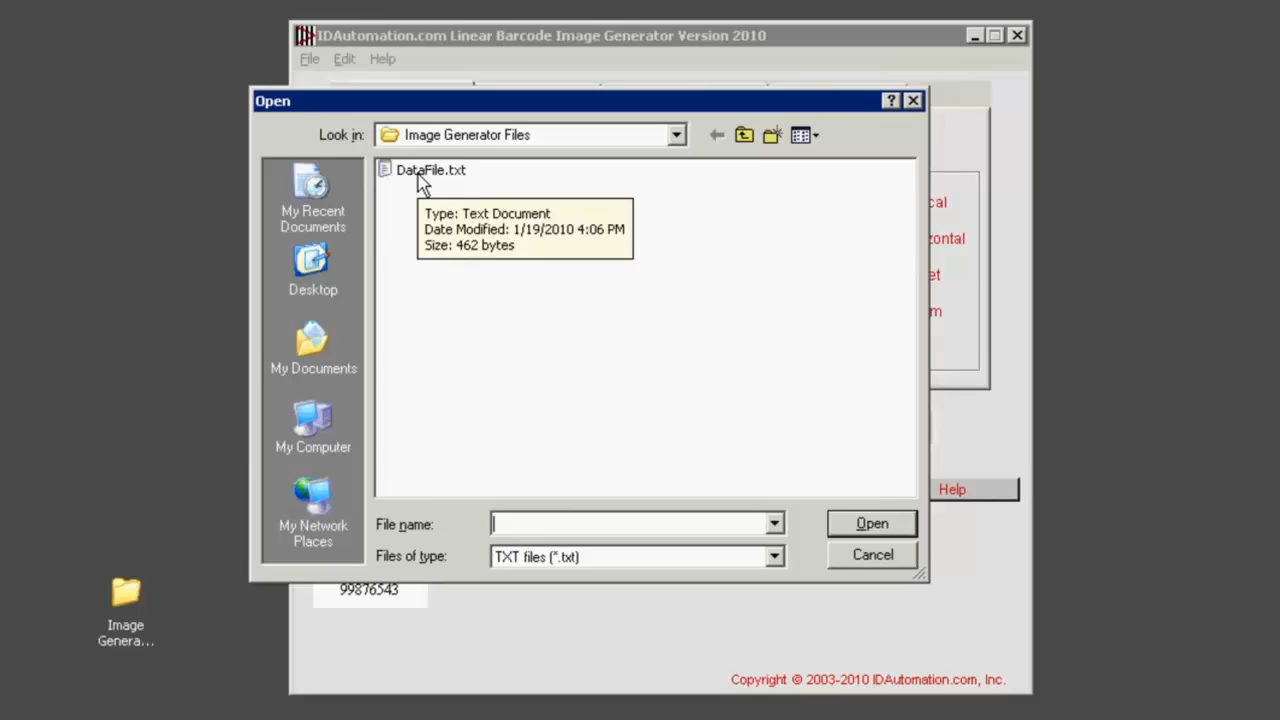 IDAutomation.com Linear Barcode Image Generator Version 2010
File Edit Help
Open
Look in: Image Generator Files
DataFile.txt
Type: Text Document
Date Modified: 1/19/2010 4:06 PM
Size: 462 bytes
My Recent
Documents
Desktop
My Documents
My Computer
My Network
Places
File name:
Open
Files of type: TXT files (*.txt)
Cancel
Help
99876543
Image
Genera...
Copyright © 2003-2010 IDAutomation.com, Inc.